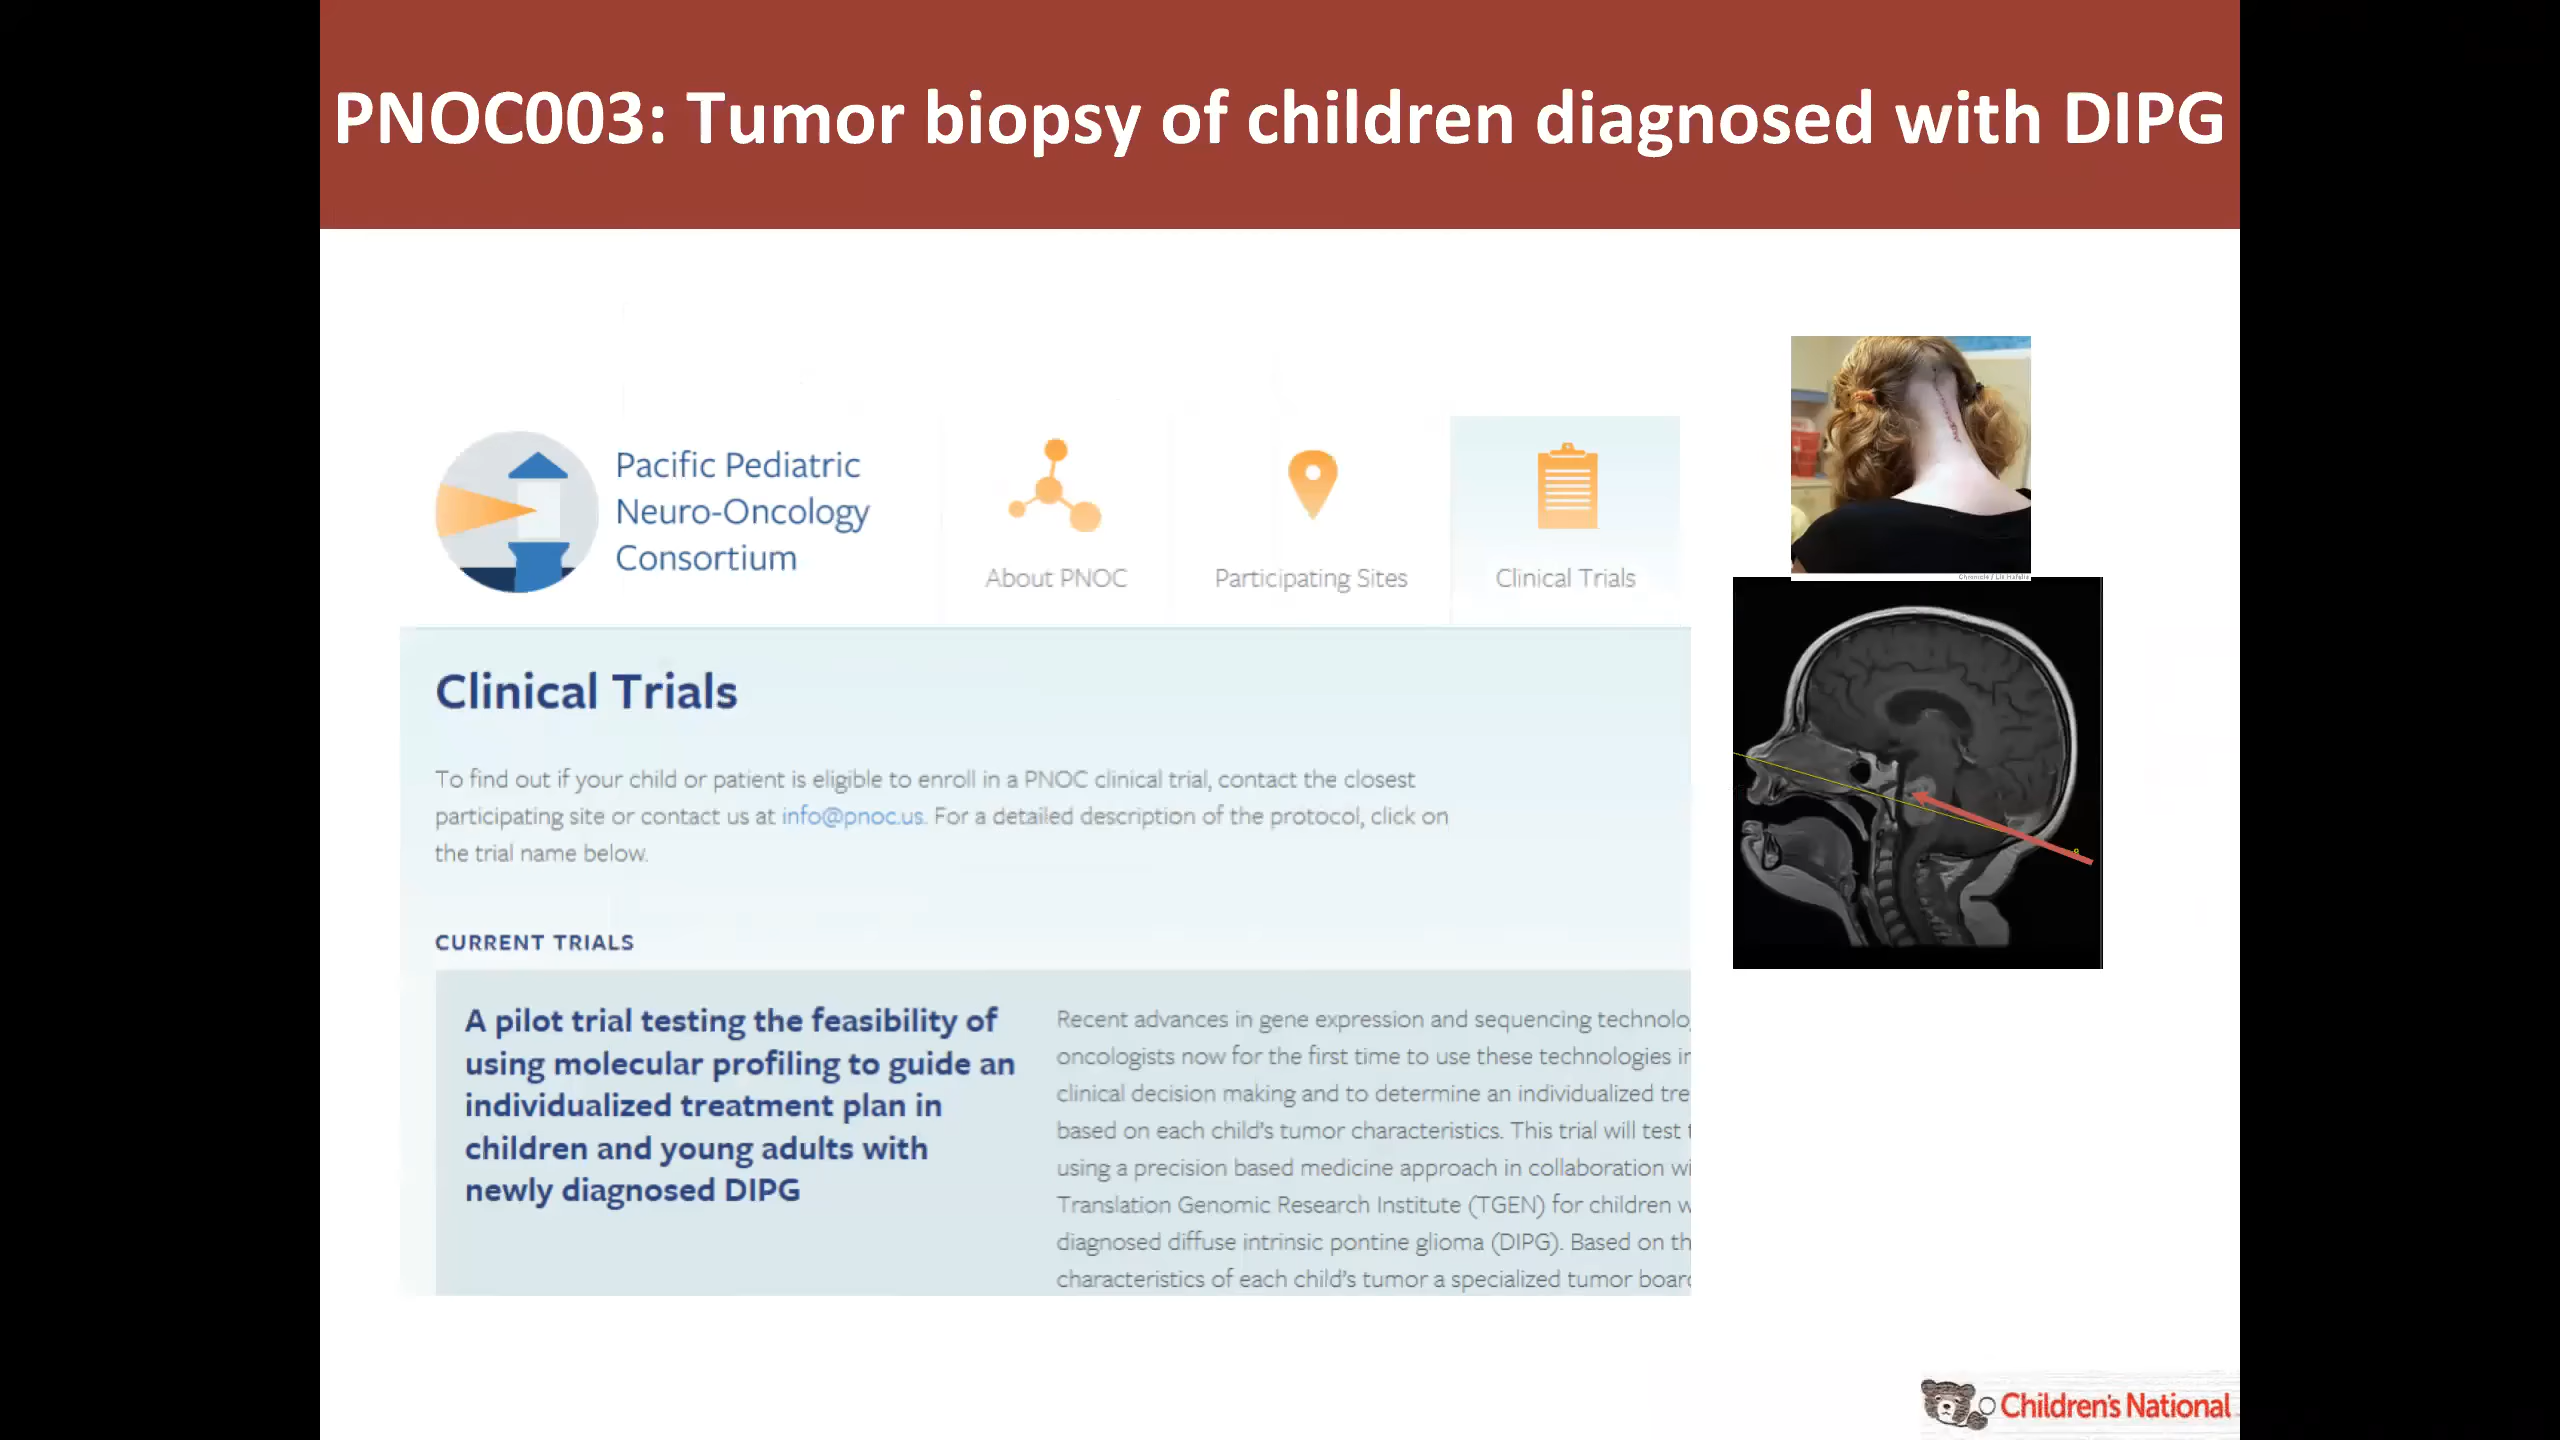 PNOC003: Tumor biopsy of children diagnosed with DIPG
Pacific Pediatric
Neuro-Oncology
Consortium
About PNOC
Participating Sites
Clinical Trials
Chronicle / Liz Hafalia
Clinical Trials
To find out if your child or patient is eligible to enroll in a PNOC clinical trial, contact the closest
participating site or contact us at info@pnoc.us. For a detailed description of the protocol, click on
the trial name below.
CURRENT TRIALS
A pilot trial testing the feasibility of
using molecular profiling to guide an
individualized treatment plan in
children and young adults with
newly diagnosed DIPG
Recent advances in gene expression and sequencing technolo
oncologists now for the first time to use these technologies in
clinical decision making and to determine an individualized tre
based on each child's tumor characteristics. This trial will test
using a precision based medicine approach in collaboration wi
Translation Genomic Research Institute (TGEN) for children w
diagnosed diffuse intrinsic pontine glioma (DIPG). Based on th
characteristics of each child's tumor a specialized tumor board
Children's National